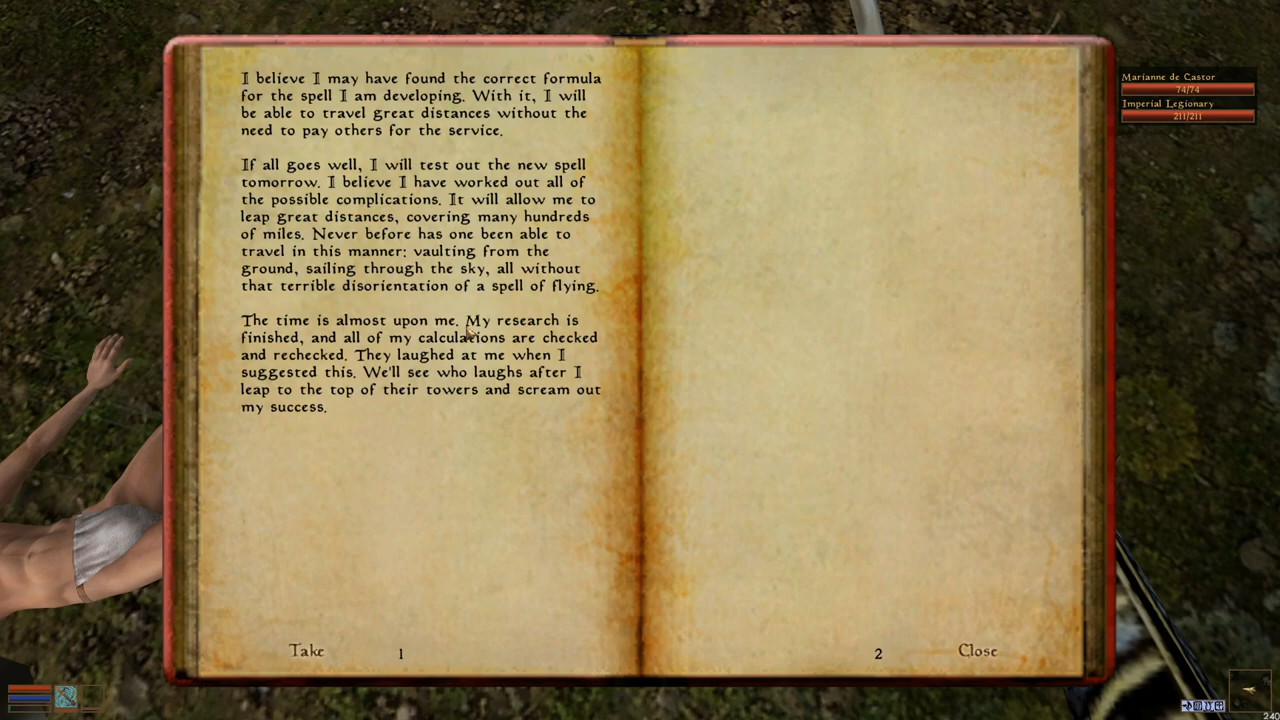 I believe I may have found the correct formula
for the spell I am developing. With it, I will
be able to travel great distances without the
need to pay others for the service.
If all goes well, I will test out the new spell
tomorrow. I believe I have worked out all of
the possible complications. It will allow me to
leap great distances, covering many hundreds
of miles. Never before has one been able to
travel in this manner: vaulting from the
ground, sailing through the sky, all without
that terrible disorientation of a spell of flying.
The time is almost upon me. My research is
finished, and all of my calculations are checked
and rechecked. They laughed at me when I
suggested this. We'll see who laughs after I
leap to the top of their towers and scream out
my success.
Take
1
2
Close
Marianne de Castor
74/74
Imperial Legionary
211/211